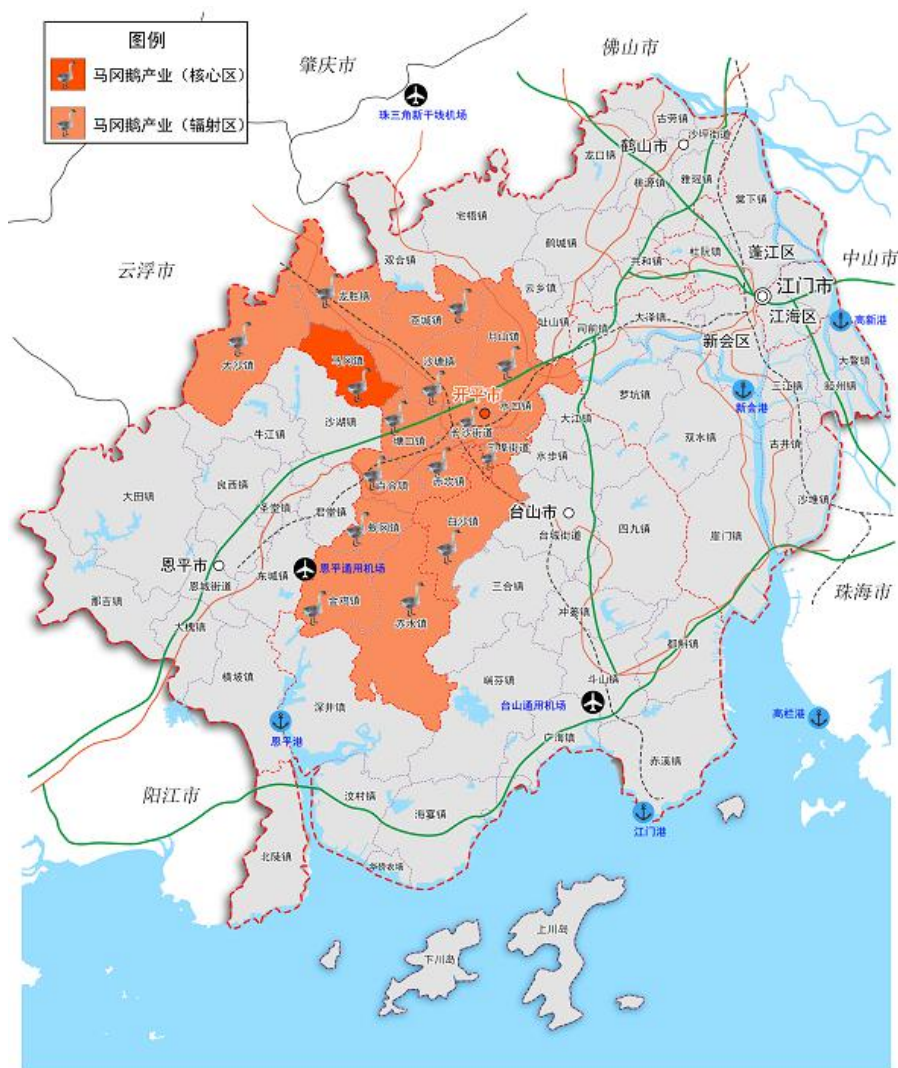 图例
马冈鹅产业（核心区）
马冈鹅产业（辐射区）
肇庆市
佛山市
珠三角新干线机场
古劳镇
沙坪街道
鹤山市
龙口镇
雅瑶镇
桃源镇
棠下镇
宅梧镇
鹤城镇
杜阮镇
蓬江区
双合镇
共和镇
中山市
云浮市
云乡镇
江门市
龙胜镇
苍城镇
址山镇
司前镇
大泽镇
江海区
高新港
月山镇
新会区
大沙镇
马冈镇
沙塘镇
大鳌镇
三江镇
睦州镇
开平市
水口镇
罗坑镇
新会港
沙湖镇
大江镇
牛江镇
塘口镇
长沙街道
三埠街道
双水镇
古井镇
水步镇
大田镇
良西镇
百合镇
赤坎镇
沙堆镇
圣堂镇
君堂镇
台山市
蚬冈镇
白沙镇
台城街道
四九镇
崖门镇
恩平市
恩平通用机场
东城镇
恩城街道
三合镇
珠海市
那吉镇
金鸡镇
赤水镇
冲蒌镇
大槐镇
都斛镇
横坡镇
端芬镇
斗山镇
深井镇
台山通用机场
高栏港
恩平港
广海镇
赤溪镇
阳江市
汶村镇
海宴镇
江门港
北陡镇
华侨农场
上川岛
下川岛